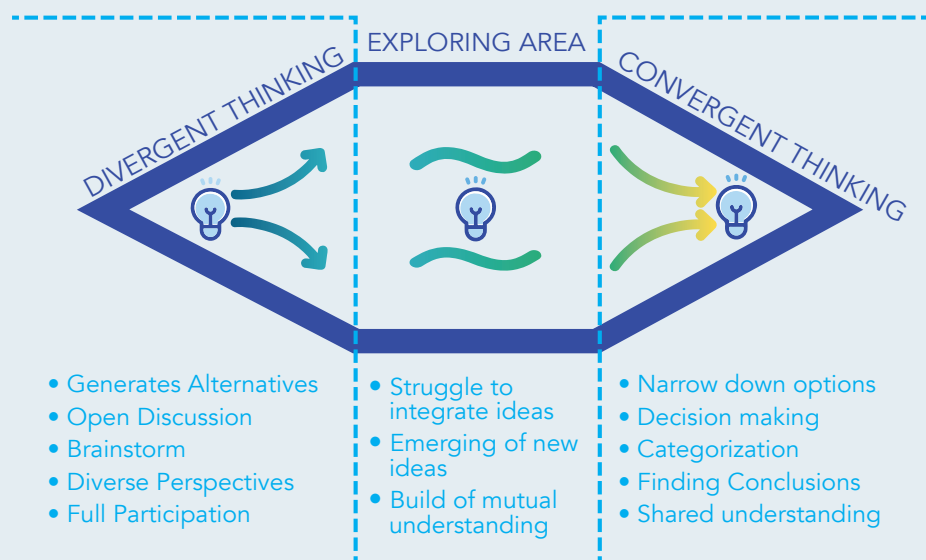 DIVERGENT THINKING
EXPLORING AREA
CONVERGENT THINKING
• Generates Alternatives
• Open Discussion
• Brainstorm
• Diverse Perspectives
• Full Participation
• Struggle to
integrate ideas
• Emerging of new
ideas
• Build of mutual
understanding
• Narrow down options
• Decision making
• Categorization
• Finding Conclusions
• Shared understanding